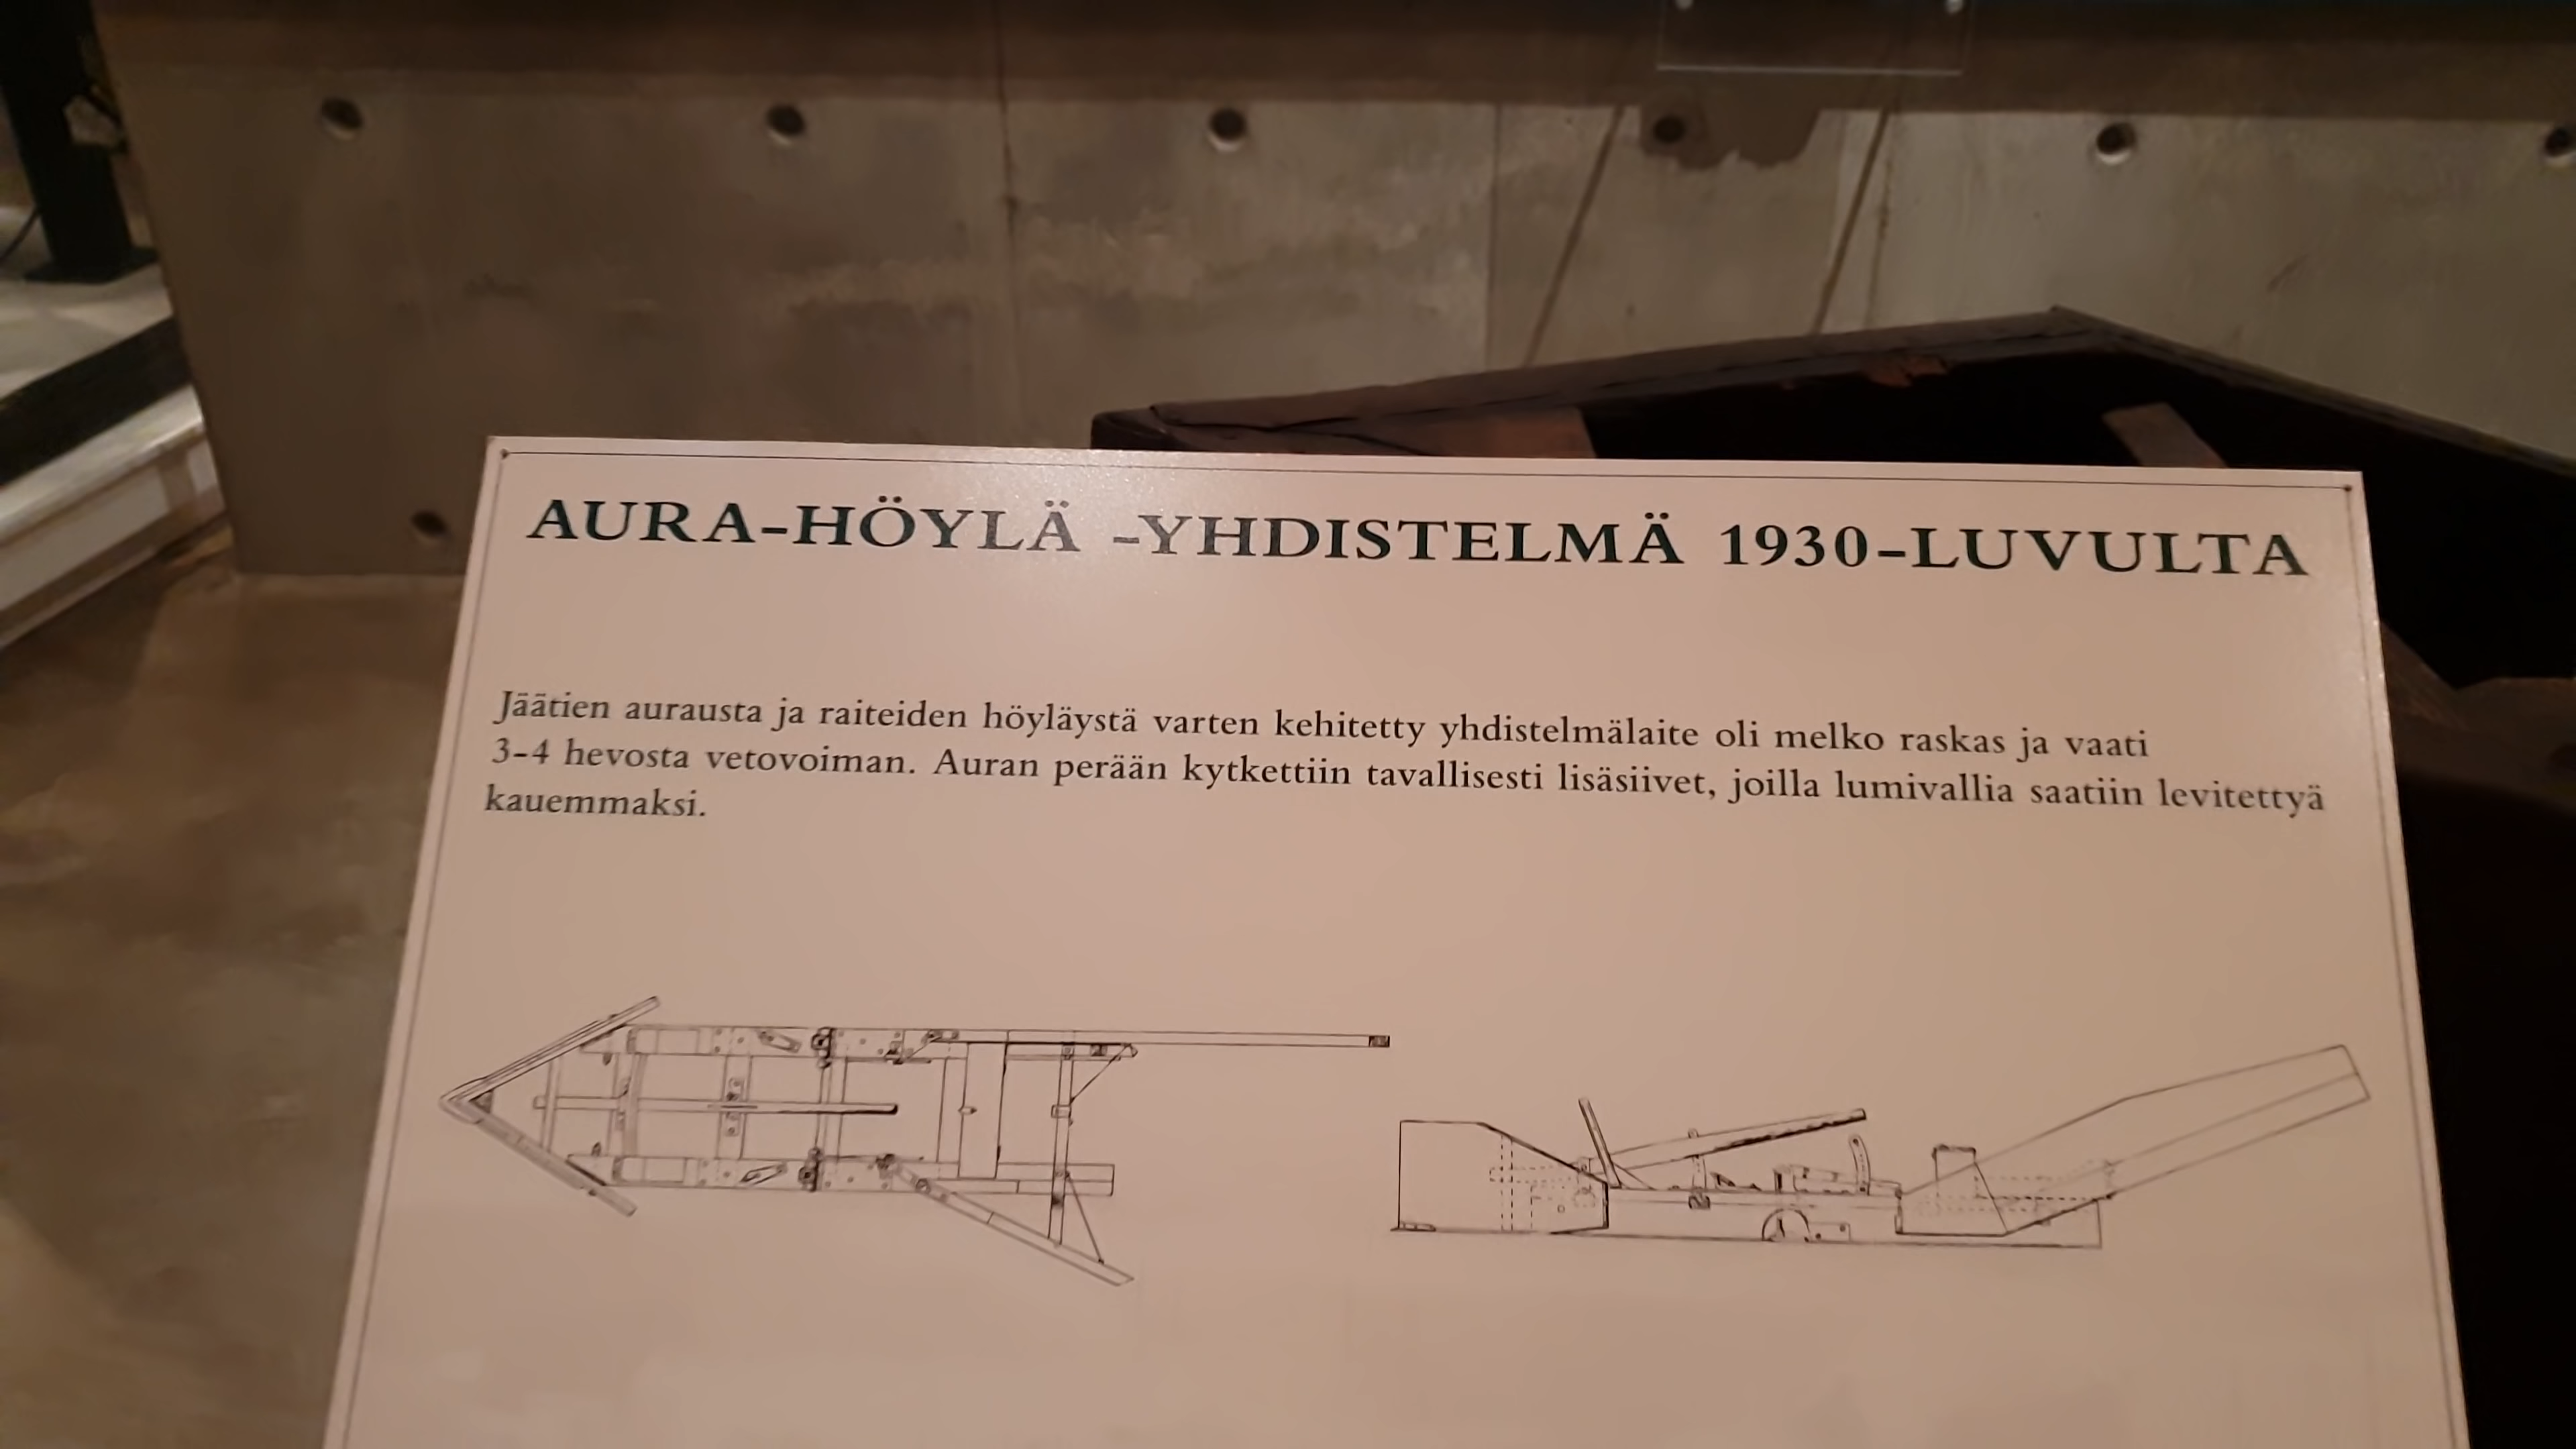 AURA-HÖYLÄ -YHDISTELMÄ 1930-LUVULTA
Jäätien aurausta ja raiteiden höyläystä varten kehitetty yhdistelmälaite oli melko raskas ja vaati
3-4 hevosta vetovoiman. Auran perään kytkettiin tavallisesti lisäsiivet, joilla lumivallia saatiin levitettyä
kauemmaksi.